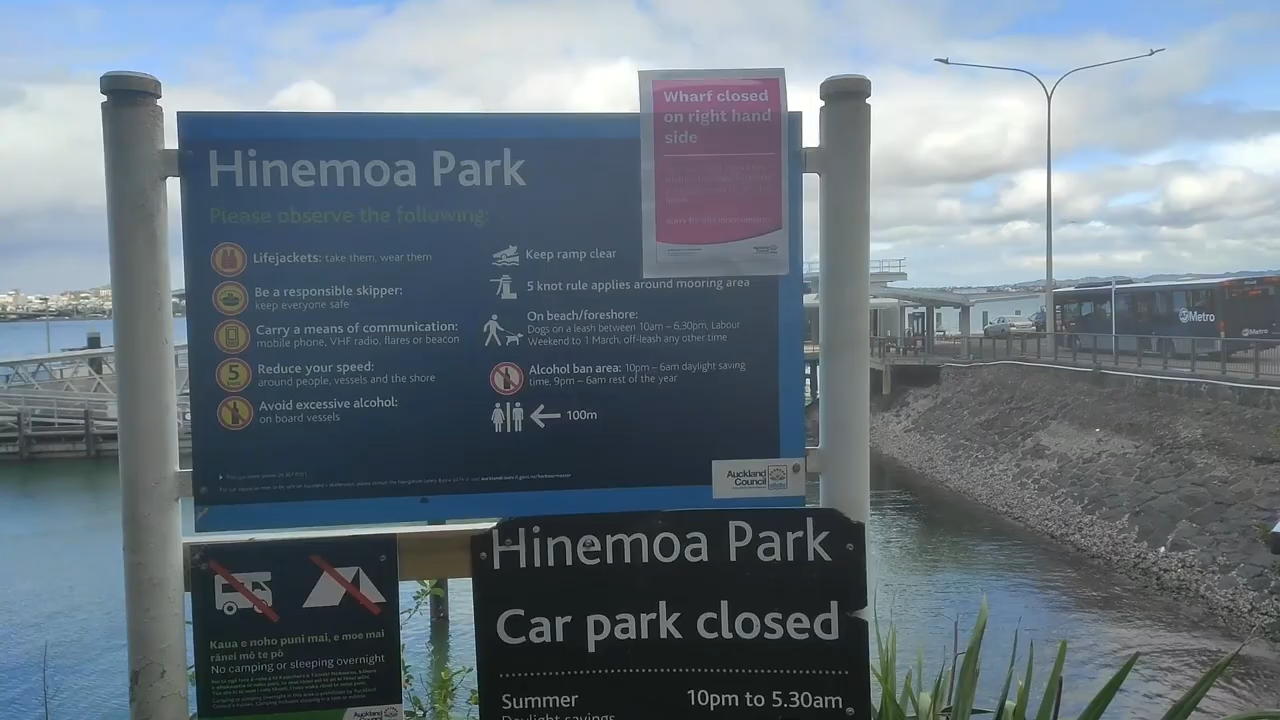 Wharf closed
on right hand
side
Hinemoa Park
Please observe the following:
Lifejackets: take them, wear them
Be a responsible skipper:
keep everyone safe
Carry a means of communication:
mobile phone, VHF radio, flares or beacon
5
Reduce your speed:
around people, vessels and the shore
Avoid excessive alcohol:
on board vessels
Keep ramp clear
5 knot rule applies around mooring area
On beach/foreshore:
Dogs on a leash between 10am – 6.30pm, Labour
Weekend to 1 March, off-leash any other time
Alcohol ban area: 10pm – 6am daylight saving
time, 9pm – 6am rest of the year
100m
Auckland
Council
Kaua e noho puni mai, e moe mai
rānei mō te pō
No camping or sleeping overnight
Auckland
Hinemoa Park
Car park closed
Summer 10pm to 5.30am
Daylight savings
Metro
Metro